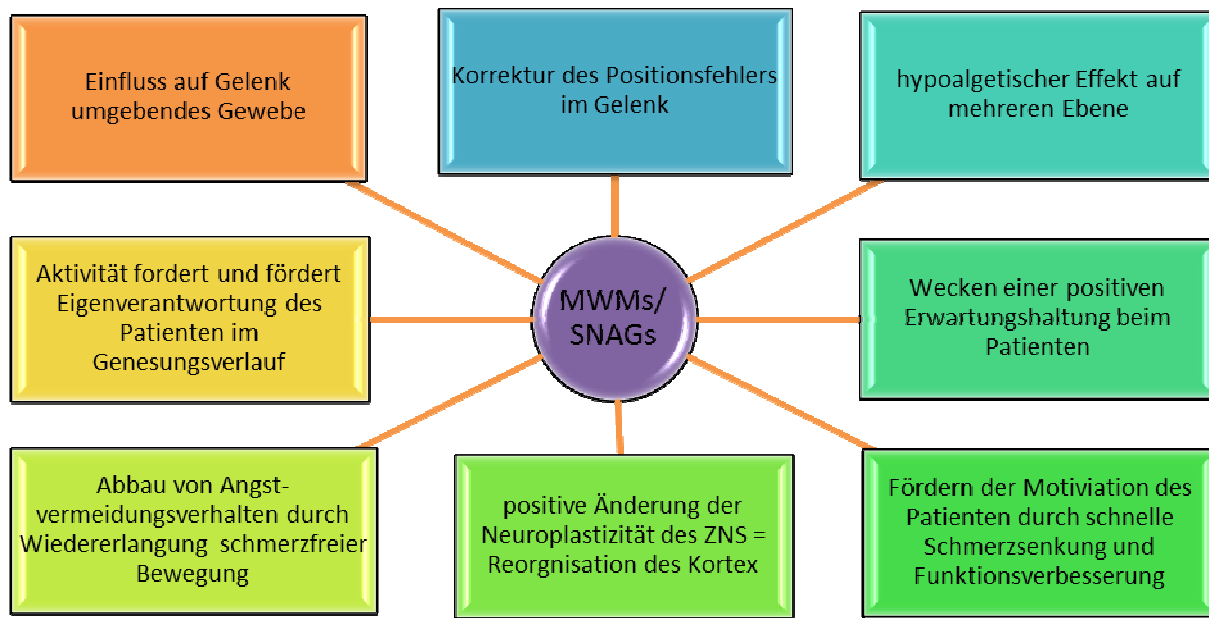 Einfluss auf Gelenk
umgebendes Gewebe
Korrektur des Positionsfehlers
im Gelenk
hypoalgetischer Effekt auf
mehreren Ebene
Aktivität fordert und fördert
Eigenverantwortung des
Patienten im
Genesungsverlauf
MWMs/
SNAGs
Wecken einer positiven
Erwartungshaltung beim
Patienten
Abbau von Angst-
vermeidungsverhalten durch
Wiedererlangung schmerzfreier
Bewegung
positive Änderung der
Neuroplastizität des ZNS =
Reorgnisation des Kortex
Fördern der Motiviation des
Patienten durch schnelle
Schmerzsenkung und
Funktionsverbesserung